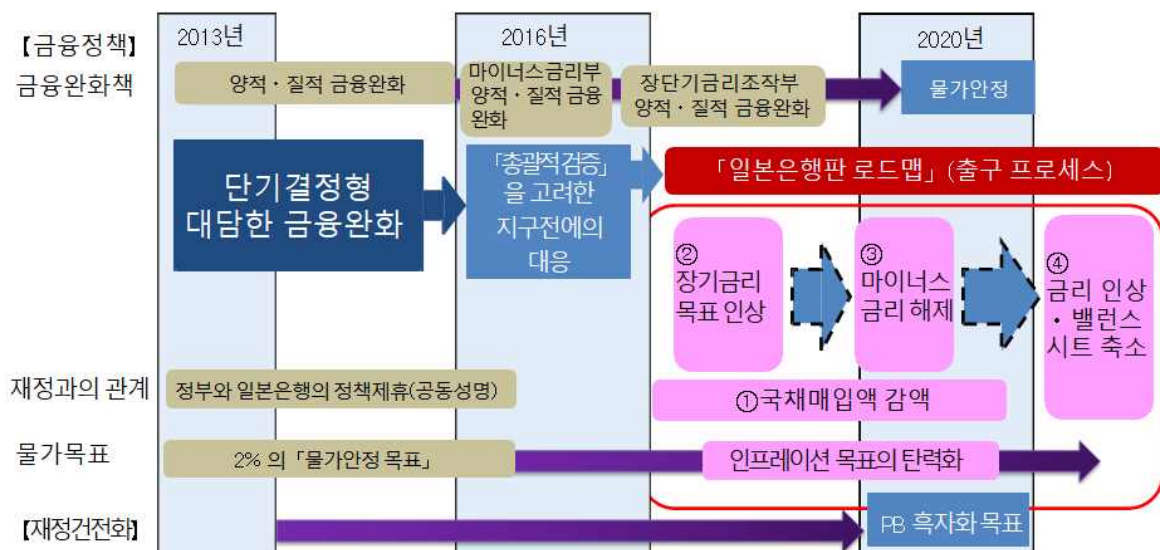 2013년
2016년
2020년
【금융정책】
금융완화책
양적・질적 금융완화
마이너스금리부
양적・질적 금융
완화
장단기금리조작부
양적・질적 금융완화
물가안정
단기결정형
대담한 금융완화
「총괄적검증」
을 고려한
지구전에의
대응
「일본은행판 로드맵」(출구 프로세스)
②
장기금리
목표 인상
③
마이너스
금리 해제
④
금리 인상
・ 밸런스
시트 축소
재정과의 관계
정부와 일본은행의 정책제휴(공동성명)
①국채매입액 감액
물가목표
2% 의 「물가안정 목표」
인프레이션 목표의 탄력화
【재정건전화】
PB 흑자화 목표